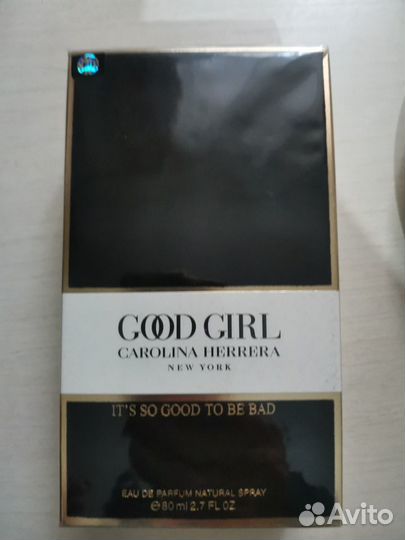 GOOD GIRL
CAROLINA HERRERA
NEW YORK
IT'S SO GOOD TO BE BAD
EAU DE PARFUM NATURAL SPRAY
℮80 ml 2.7 FL OZ
Avito